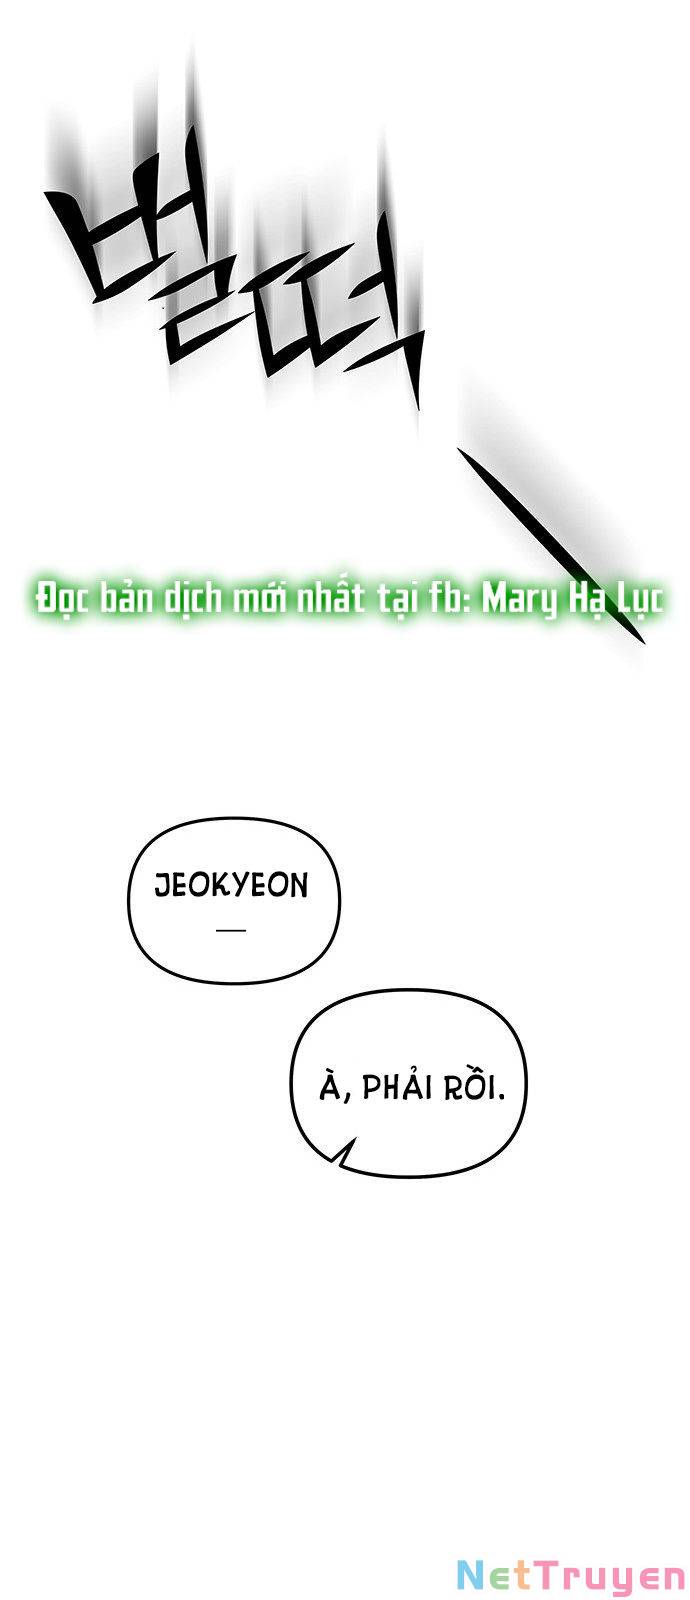 벌떡
Đọc bản dịch mới nhất tại fb: Mary Hạ Lục
JEOKYEON
—
À, PHẢI RỒI.
NetTruyen